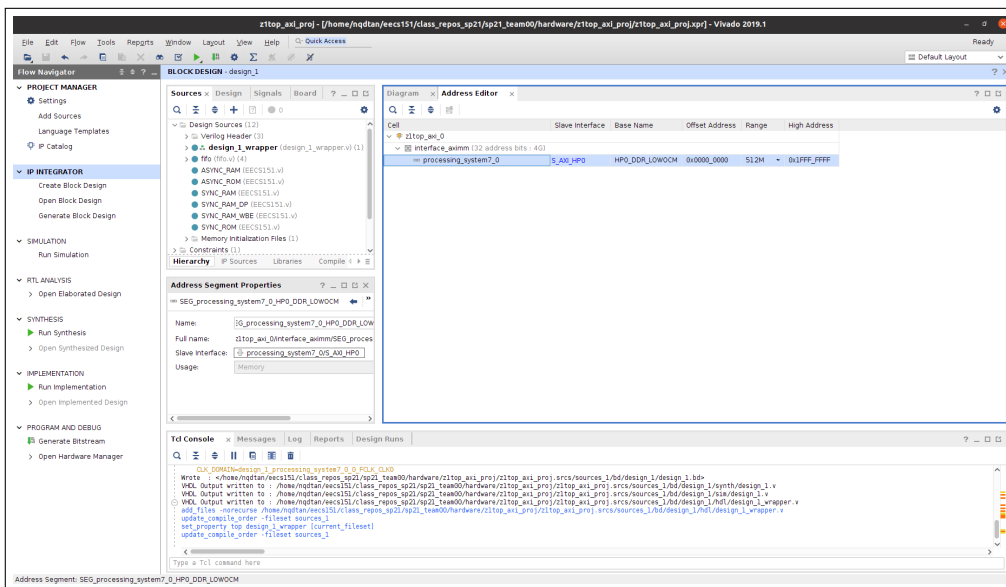 z1top_axi_proj - [/home/nqdtan/eecs151/class_repos_sp21/sp21_team00/hardware/z1top_axi_proj/z1top_axi_proj.xpr] - Vivado 2019.1
File Edit Flow Tools Reports Window Layout View Help Quick Access
Ready
Default Layout
Flow Navigator
PROJECT MANAGER
Settings
Add Sources
Language Templates
IP Catalog
IP INTEGRATOR
Create Block Design
Open Block Design
Generate Block Design
SIMULATION
Run Simulation
RTL ANALYSIS
Open Elaborated Design
SYNTHESIS
Run Synthesis
Open Synthesized Design
IMPLEMENTATION
Run Implementation
Open Implemented Design
PROGRAM AND DEBUG
Generate Bitstream
Open Hardware Manager
BLOCK DESIGN - design_1
Sources Design Signals Board
0
Design Sources (12)
Verilog Header (3)
design_1_wrapper (design_1_wrapper.v) (1)
fifo (fifo.v) (4)
ASYNC_RAM (EECS151.v)
ASYNC_ROM (EECS151.v)
SYNC_RAM (EECS151.v)
SYNC_RAM_DP (EECS151.v)
SYNC_RAM_WBE (EECS151.v)
SYNC_ROM (EECS151.v)
Memory Initialization Files (1)
Constraints (1)
Hierarchy IP Sources Libraries Compile
Address Segment Properties
SEG_processing_system7_0_HP0_DDR_LOWOCM
Name: EG_processing_system7_0_HP0_DDR_LOW
Full name: z1top_axi_0/interface_aximm/SEG_proces
Slave Interface: processing_system7_0/S_AXI_HP0
Usage: Memory
Diagram Address Editor
Cell Slave Interface Base Name Offset Address Range High Address
z1top_axi_0
interface_aximm (32 address bits : 4G)
processing_system7_0 S_AXI_HP0 HP0_DDR_LOWOCM 0x0000_0000 512M 0x1FFF_FFFF
Tcl Console Messages Log Reports Design Runs
CLK_DOMAIN=design_1_processing_system7_0_0_FCLK_CLK0
Wrote : </home/nqdtan/eecs151/class_repos_sp21/sp21_team00/hardware/z1top_axi_proj/z1top_axi_proj.srcs/sources_1/bd/design_1/design_1.bd>
VHDL Output written to : /home/nqdtan/eecs151/class_repos_sp21/sp21_team00/hardware/z1top_axi_proj/z1top_axi_proj.srcs/sources_1/bd/design_1/synth/design_1.v
VHDL Output written to : /home/nqdtan/eecs151/class_repos_sp21/sp21_team00/hardware/z1top_axi_proj/z1top_axi_proj.srcs/sources_1/bd/design_1/sim/design_1.v
VHDL Output written to : /home/nqdtan/eecs151/class_repos_sp21/sp21_team00/hardware/z1top_axi_proj/z1top_axi_proj.srcs/sources_1/bd/design_1/hdl/design_1_wrapper.v
add_files -norecurse /home/nqdtan/eecs151/class_repos_sp21/sp21_team00/hardware/z1top_axi_proj/z1top_axi_proj.srcs/sources_1/bd/design_1/hdl/design_1_wrapper.v
update_compile_order -fileset sources_1
set_property top design_1_wrapper [current_fileset]
update_compile_order -fileset sources_1
Type a Tcl command here
Address Segment: SEG_processing_system7_0_HP0_DDR_LOWOCM